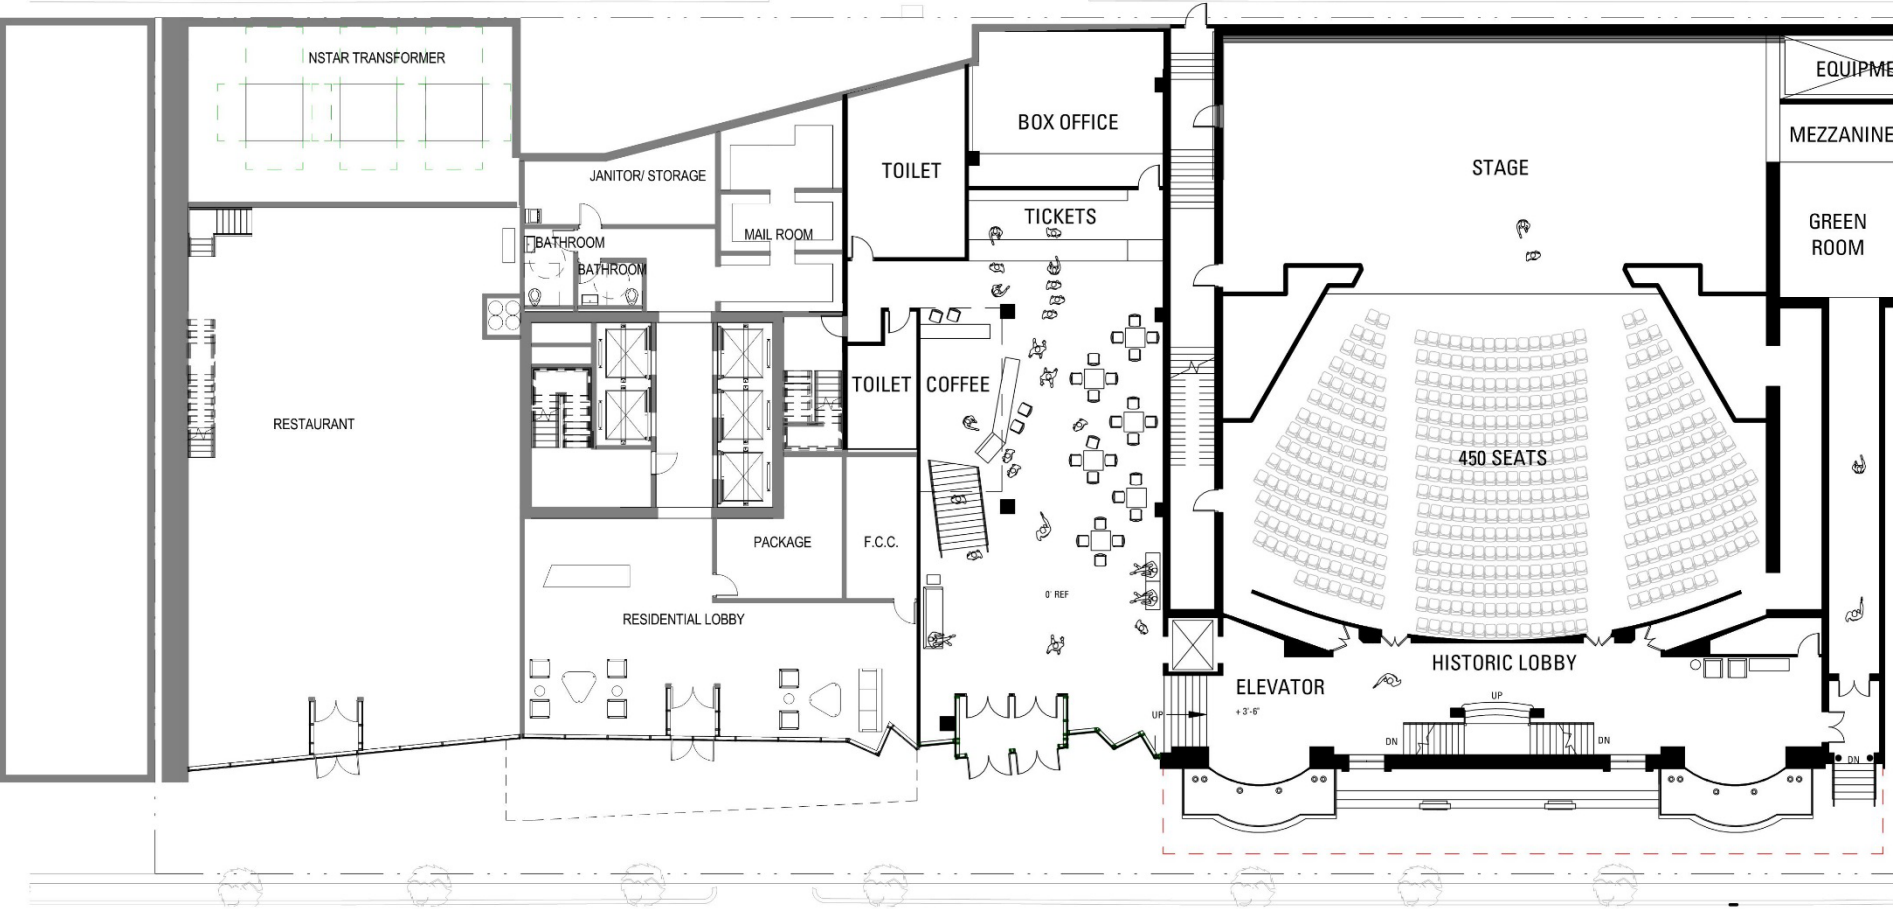 NSTAR TRANSFORMER
EQUIPME
BOX OFFICE
MEZZANINE
TOILET
STAGE
JANITOR/ STORAGE
TICKETS
GREEN
ROOM
MAIL ROOM
BATHROOM
BATHROOM
TOILET
COFFEE
RESTAURANT
450 SEATS
PACKAGE
F.C.C.
0' REF
RESIDENTIAL LOBBY
HISTORIC LOBBY
ELEVATOR
UP
UP
+ 3'-6"
DN
DN
DN